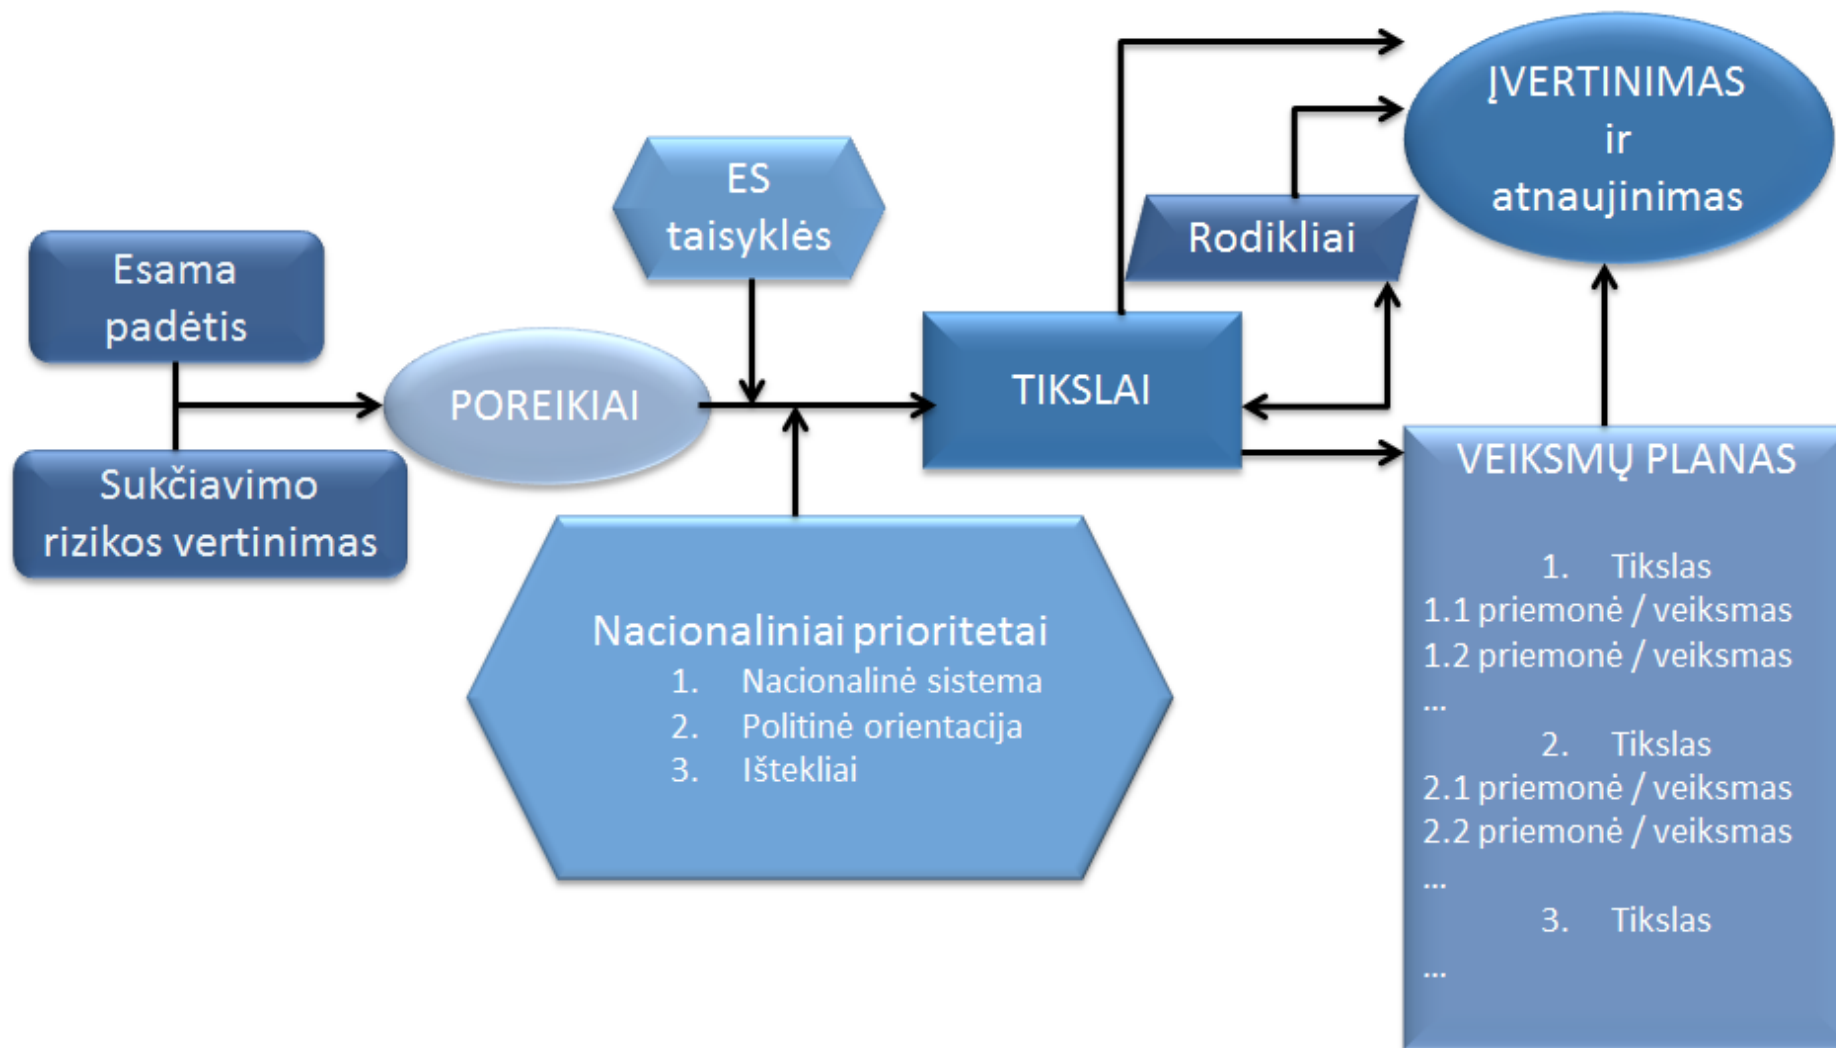 Esama
padėtis
Sukčiavimo
rizikos vertinimas
POREIKIAI
ES
taisyklės
Nacionaliniai prioritetai
1. Nacionalinė sistema
2. Politinė orientacija
3. Ištekliai
TIKSLAI
Rodikliai
ĮVERTINIMAS
ir
atnaujinimas
VEIKSMŲ PLANAS
1. Tikslas
1.1 priemonė / veiksmas
1.2 priemonė / veiksmas
...
2. Tikslas
2.1 priemonė / veiksmas
2.2 priemonė / veiksmas
...
3. Tikslas
...